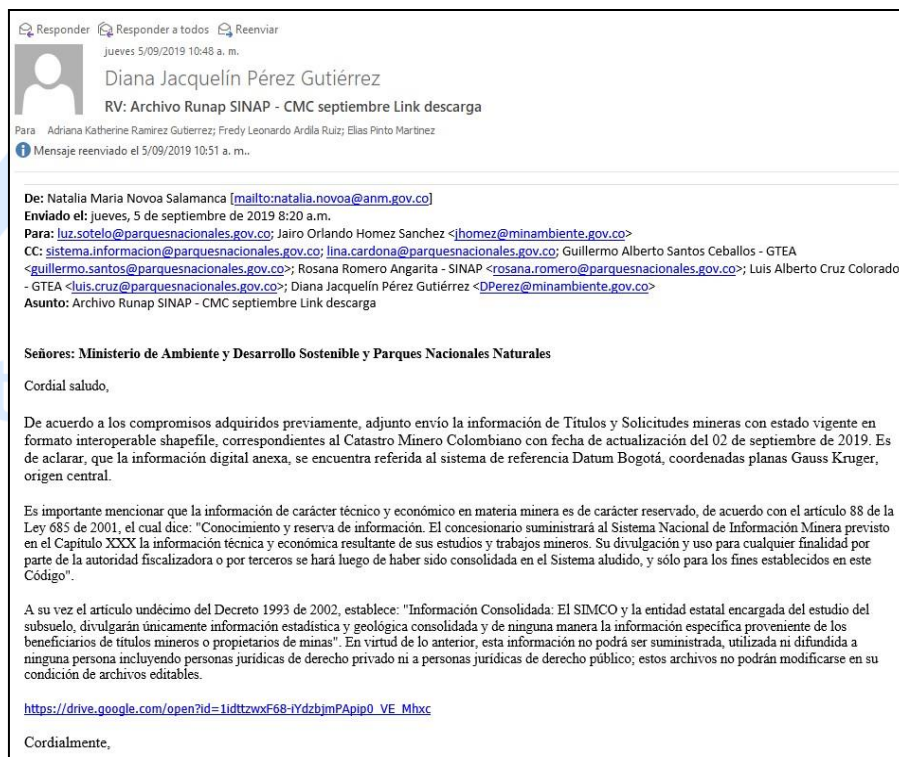 Responder Responder a todos Reenviar
jueves 5/09/2019 10:48 a. m.
Diana Jacquelín Pérez Gutiérrez
RV: Archivo Runap SINAP - CMC septiembre Link descarga
Para Adriana Katherine Ramirez Gutierrez; Fredy Leonardo Ardila Ruiz; Elias Pinto Martinez
Mensaje reenviado el 5/09/2019 10:51 a. m..
De: Natalia Maria Novoa Salamanca [mailto:natalia.novoa@anm.gov.co]
Enviado el: jueves, 5 de septiembre de 2019 8:20 a.m.
Para: luz.sotelo@parquesnacionales.gov.co; Jairo Orlando Homez Sanchez <jhomez@minambiente.gov.co>
CC: sistema.informacion@parquesnacionales.gov.co; lina.cardona@parquesnacionales.gov.co; Guillermo Alberto Santos Ceballos - GTEA
<guillermo.santos@parquesnacionales.gov.co>; Rosana Romero Angarita - SINAP <rosana.romero@parquesnacionales.gov.co>; Luis Alberto Cruz Colorado
- GTEA <luis.cruz@parquesnacionales.gov.co>; Diana Jacquelín Pérez Gutiérrez <DPerez@minambiente.gov.co>
Asunto: Archivo Runap SINAP - CMC septiembre Link descarga
Señores: Ministerio de Ambiente y Desarrollo Sostenible y Parques Nacionales Naturales
Cordial saludo,
De acuerdo a los compromisos adquiridos previamente, adjunto envío la información de Títulos y Solicitudes mineras con estado vigente en
formato interoperable shapefile, correspondientes al Catastro Minero Colombiano con fecha de actualización del 02 de septiembre de 2019. Es
de aclarar, que la información digital anexa, se encuentra referida al sistema de referencia Datum Bogotá, coordenadas planas Gauss Kruger,
origen central.
Es importante mencionar que la información de carácter técnico y económico en materia minera es de carácter reservado, de acuerdo con el artículo 88 de la
Ley 685 de 2001, el cual dice: "Conocimiento y reserva de información. El concesionario suministrará al Sistema Nacional de Información Minera previsto
en el Capítulo XXX la información técnica y económica resultante de sus estudios y trabajos mineros. Su divulgación y uso para cualquier finalidad por
parte de la autoridad fiscalizadora o por terceros se hará luego de haber sido consolidada en el Sistema aludido, y sólo para los fines establecidos en este
Código".
A su vez el artículo undécimo del Decreto 1993 de 2002, establece: "Información Consolidada: El SIMCO y la entidad estatal encargada del estudio del
subsuelo, divulgarán únicamente información estadística y geológica consolidada y de ninguna manera la información específica proveniente de los
beneficiarios de títulos mineros o propietarios de minas". En virtud de lo anterior, esta información no podrá ser suministrada, utilizada ni difundida a
ninguna persona incluyendo personas jurídicas de derecho privado ni a personas jurídicas de derecho público; estos archivos no podrán modificarse en su
condición de archivos editables.
https://drive.google.com/open?id=1idttzwxF68-iYdzbjmPApip0_VE_Mhxc
Cordialmente,